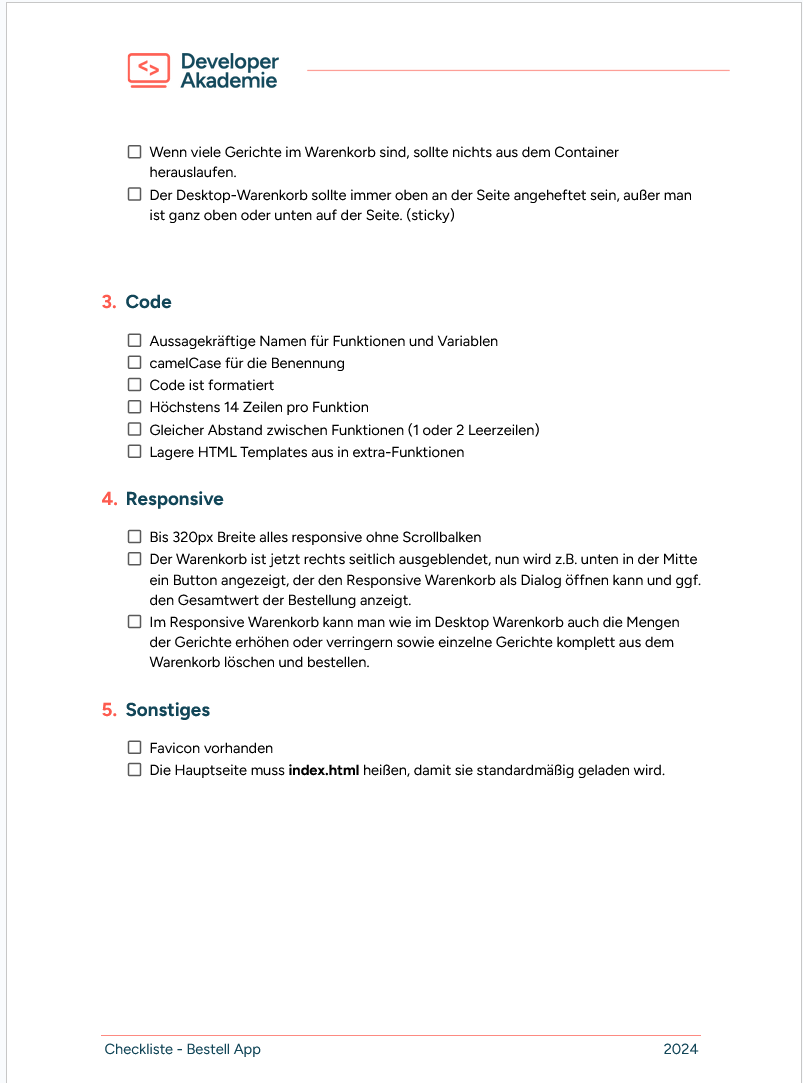 <>
Developer
Akademie
Wenn viele Gerichte im Warenkorb sind, sollte nichts aus dem Container
herauslaufen.
Der Desktop-Warenkorb sollte immer oben an der Seite angeheftet sein, außer man
ist ganz oben oder unten auf der Seite. (sticky)
3. Code
Aussagekräftige Namen für Funktionen und Variablen
camelCase für die Benennung
Code ist formatiert
Höchstens 14 Zeilen pro Funktion
Gleicher Abstand zwischen Funktionen (1 oder 2 Leerzeilen)
Lagere HTML Templates aus in extra-Funktionen
4. Responsive
Bis 320px Breite alles responsive ohne Scrollbalken
Der Warenkorb ist jetzt rechts seitlich ausgeblendet, nun wird z.B. unten in der Mitte
ein Button angezeigt, der den Responsive Warenkorb als Dialog öffnen kann und ggf.
den Gesamtwert der Bestellung anzeigt.
Im Responsive Warenkorb kann man wie im Desktop Warenkorb auch die Mengen
der Gerichte erhöhen oder verringern sowie einzelne Gerichte komplett aus dem
Warenkorb löschen und bestellen.
5. Sonstiges
Favicon vorhanden
Die Hauptseite muss index.html heißen, damit sie standardmäßig geladen wird.
Checkliste - Bestell App 2024